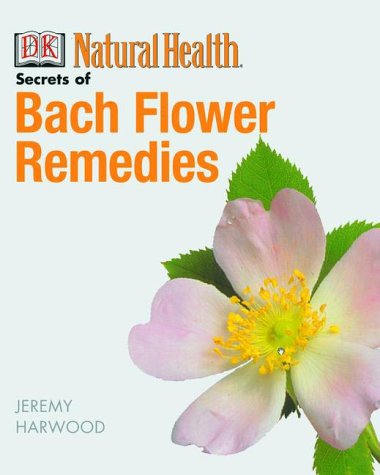 DK Natural Health®
Secrets of
Bach Flower
Remedies
JEREMY
HARWOOD